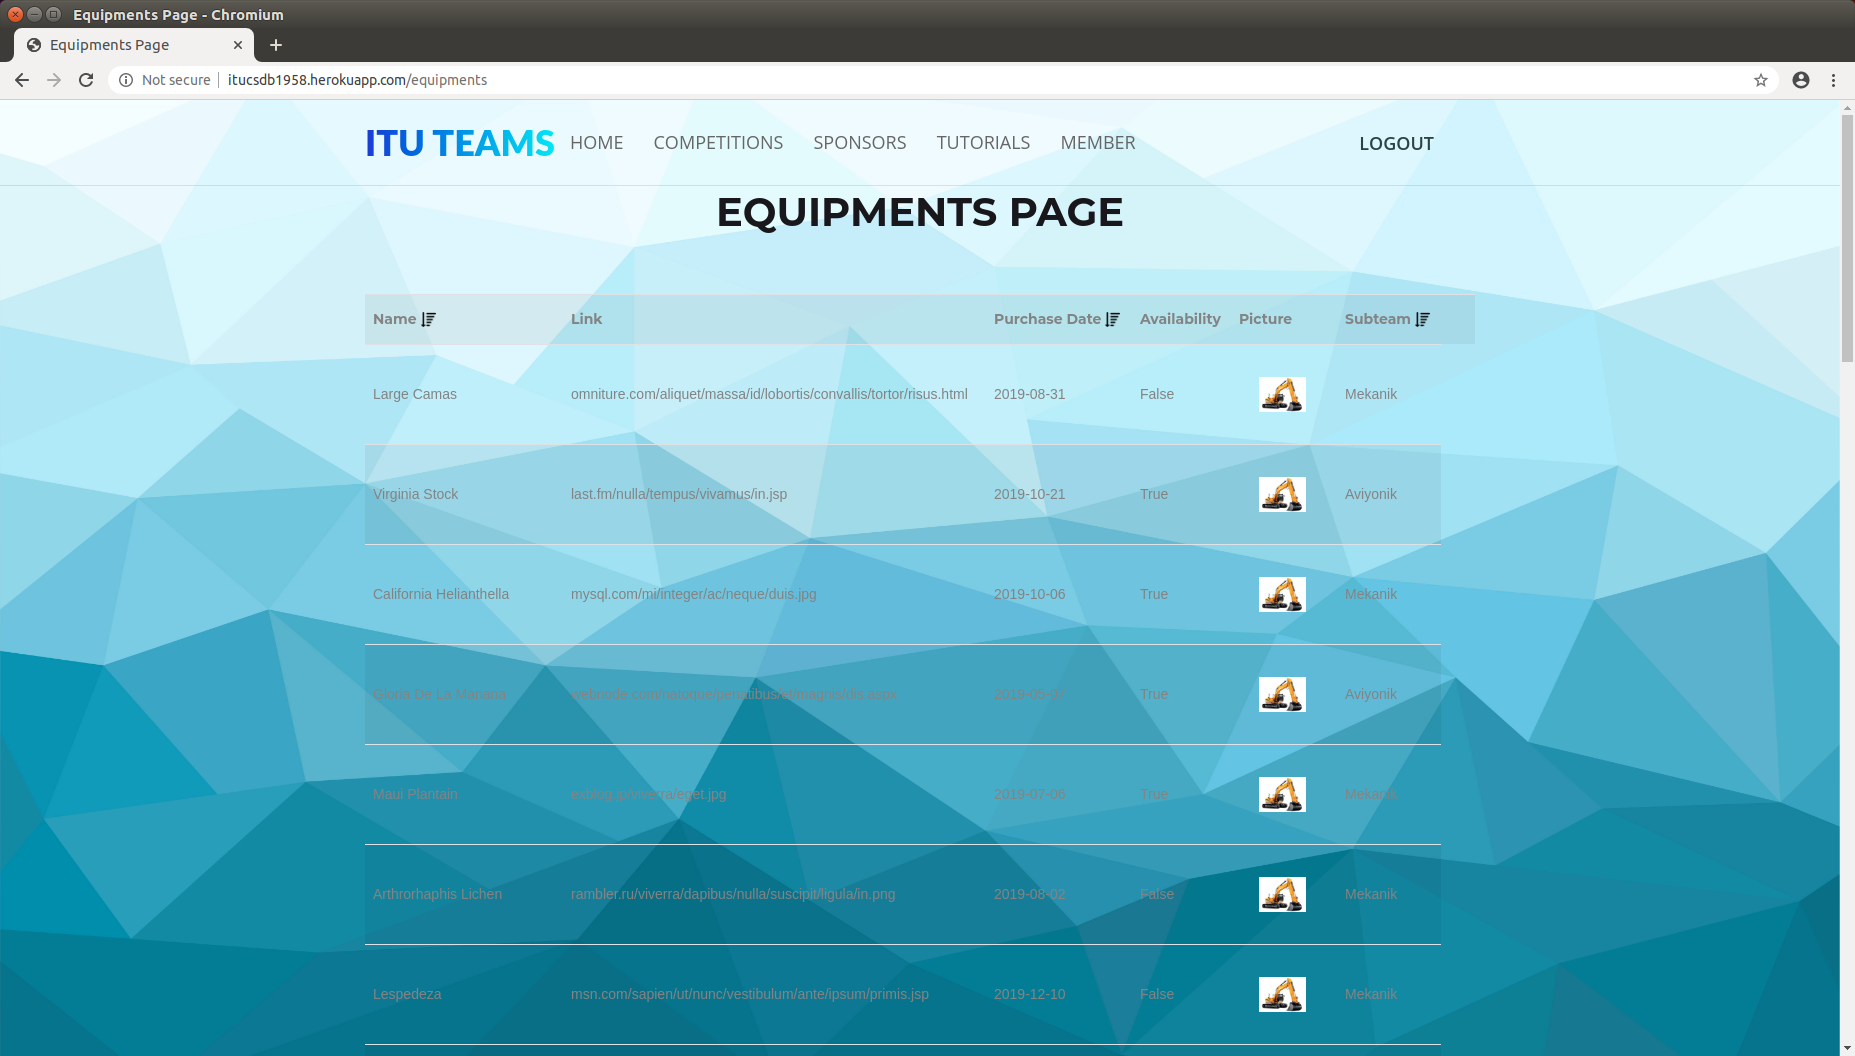 Equipments Page - Chromium
Equipments Page
Not secure itucsdb1958.herokuapp.com/equipments
ITU TEAMS HOME COMPETITIONS SPONSORS TUTORIALS MEMBER LOGOUT
EQUIPMENTS PAGE
Name Link Purchase Date Availability Picture Subteam
Large Camas omniture.com/aliquet/massa/id/lobortis/convallis/tortor/risus.html 2019-08-31 False Mekanik
Virginia Stock last.fm/nulla/tempus/vivamus/in.jsp 2019-10-21 True Aviyonik
California Helianthella mysql.com/mi/integer/ac/neque/duis.jpg 2019-10-06 True Mekanik
Gloria De La Manana True Aviyonik
Maui Plantain 2019-07-06 True Mekanik
Arthrorhaphis Lichen rambler.ru/viverra/dapibus/nulla/suscipit/ligula/in.png 2019-08-02 False Mekanik
Lespedeza msn.com/sapien/ut/nunc/vestibulum/ante/ipsum/primis.jsp 2019-12-10 False Mekanik